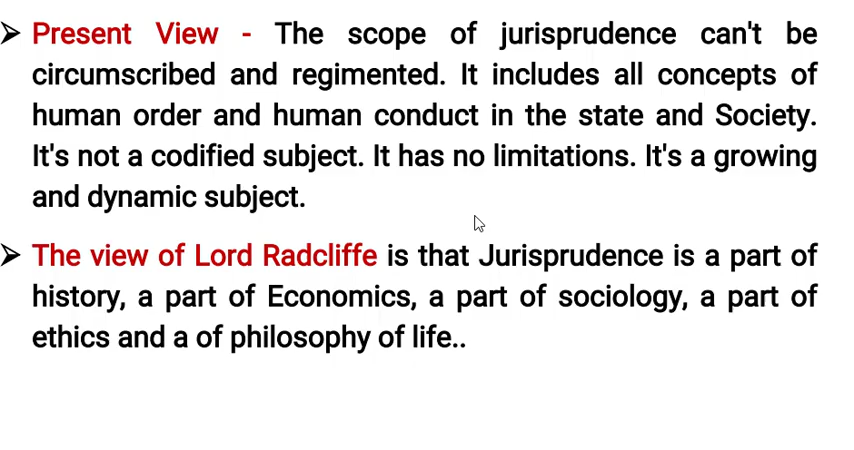 ➢ Present View - The scope of jurisprudence can't be
circumscribed and regimented. It includes all concepts of
human order and human conduct in the state and Society.
It's not a codified subject. It has no limitations. It's a growing
and dynamic subject.
➢ The view of Lord Radcliffe is that Jurisprudence is a part of
history, a part of Economics, a part of sociology, a part of
ethics and a of philosophy of life..